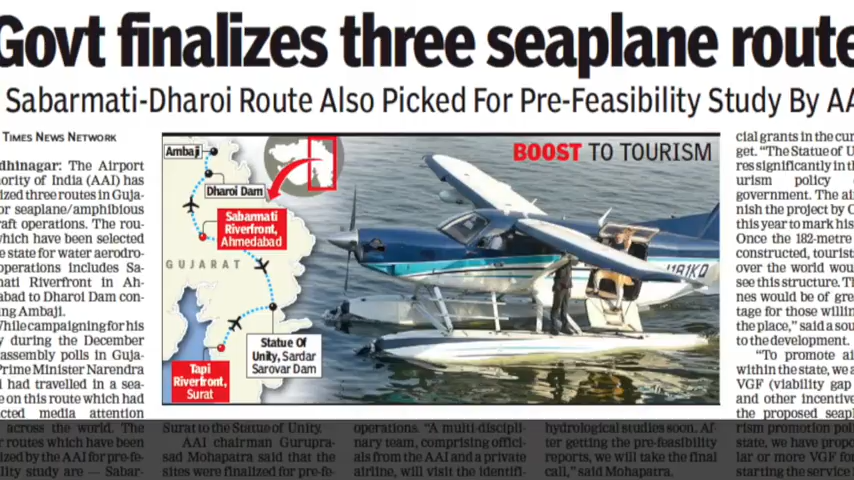 Govt finalizes three seaplane route
Sabarmati-Dharoi Route Also Picked For Pre-Feasibility Study By AA
TIMES NEWS NETWORK
dhinagar: The Airport
ority of India (AAI) has
ized three routes in Guja-
or seaplane/amphibious
raft operations. The rou-
which have been selected
e state for water aerodro-
operations includes Sa-
mati Riverfront in Ah-
abad to Dharoi Dam con-
ng Ambaji.
While campaigning for his
y during the December
assembly polls in Guja-
Prime Minister Narendra
i had travelled in a sea-
e on this route which had
cted media attention
across the world. The
r routes which have been
ized by the AAI for pre-fe-
lity study are — Sabar-
BOOST TO TOURISM
Ambaji
Dharoi Dam
Sabarmati
Riverfront,
Ahmedabad
GUJARAT
Statue Of
Unity, Sardar
Sarovar Dam
Tapi
Riverfront,
Surat
U181KQ
Surat to the Statue of Unity.
AAI chairman Gurupra-
sad Mohapatra said that the
sites were finalized for pre-fe-
operations. “A multi-discipli-
nary team, comprising offici-
als from the AAI and a private
airline, will visit the identifi-
hydrological studies soon. Af-
ter getting the pre-feasibility
reports, we will take the final
call,” said Mohapatra.
cial grants in the cur
get. “The Statue of U
res significantly in th
urism policy
government. The ai
nish the project by O
this year to mark his
Once the 182-metre
constructed, tourist
over the world wou
see this structure. Th
nes would be of gre
tage for those willin
the place,” said a sou
to the development.
“To promote ai
within the state, we a
VGF (viability gap
and other incentive
the proposed seapl
rism promotion poli
state, we have propo
lar or more VGF for
starting the service